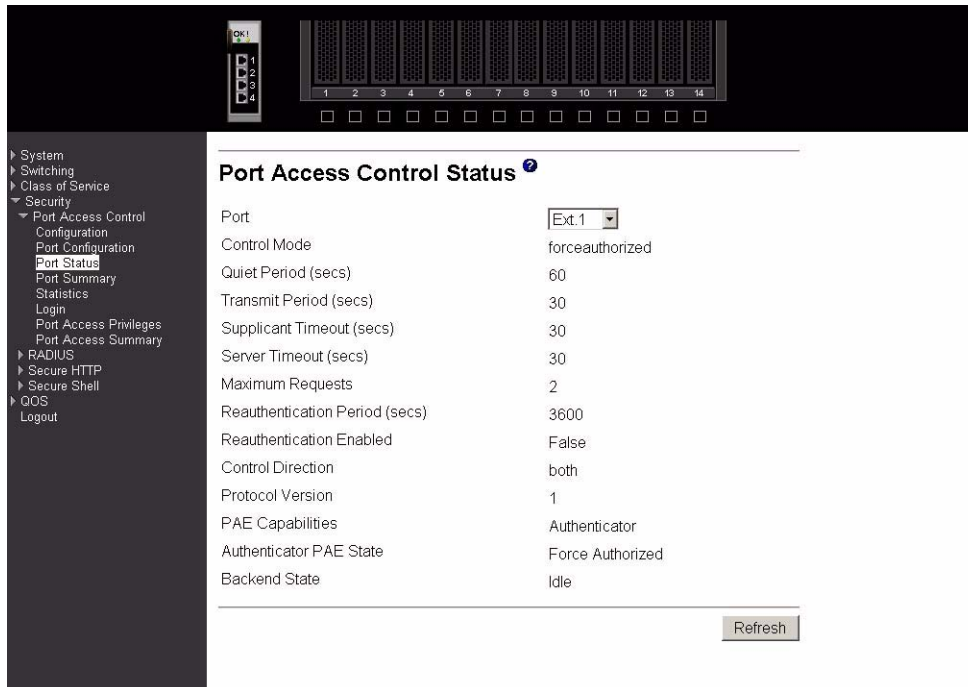 OK!
1
2
3
4
1 2 3 4 5 6 7 8 9 10 11 12 13 14
System
Switching
Class of Service
Security
Port Access Control
Configuration
Port Configuration
Port Status
Port Summary
Statistics
Login
Port Access Privileges
Port Access Summary
RADIUS
Secure HTTP
Secure Shell
QOS
Logout
Port Access Control Status ?
Port Ext.1
Control Mode forceauthorized
Quiet Period (secs) 60
Transmit Period (secs) 30
Supplicant Timeout (secs) 30
Server Timeout (secs) 30
Maximum Requests 2
Reauthentication Period (secs) 3600
Reauthentication Enabled False
Control Direction both
Protocol Version 1
PAE Capabilities Authenticator
Authenticator PAE State Force Authorized
Backend State Idle
Refresh